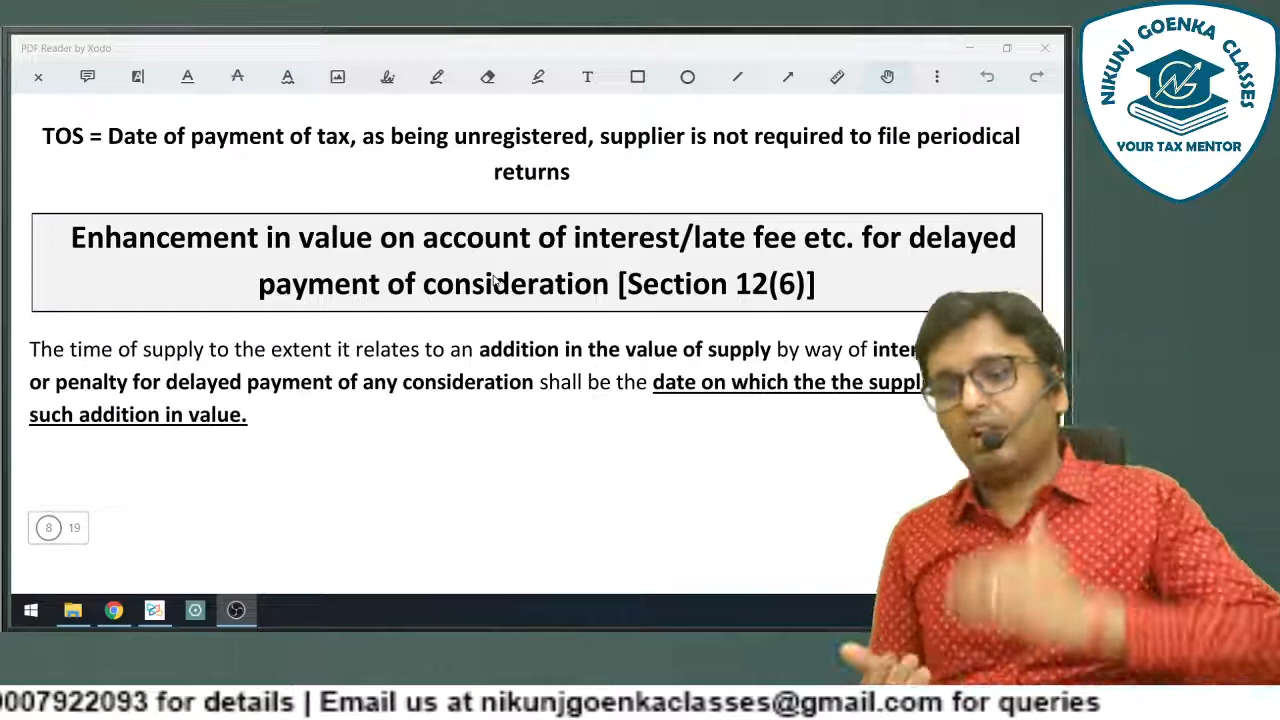 PDF Reader by Xodo
TOS = Date of payment of tax, as being unregistered, supplier is not required to file periodical
returns
Enhancement in value on account of interest/late fee etc. for delayed
payment of consideration [Section 12(6)]
The time of supply to the extent it relates to an addition in the value of supply by way of
or penalty for delayed payment of any consideration shall be the date on which the the
such addition in value.
8 19
NIKUNJ GOENKA CLASSES
YOUR TAX MENTOR
0007922093 for details | Email us at nikunjgoenkaclasses@gmail.com for queries